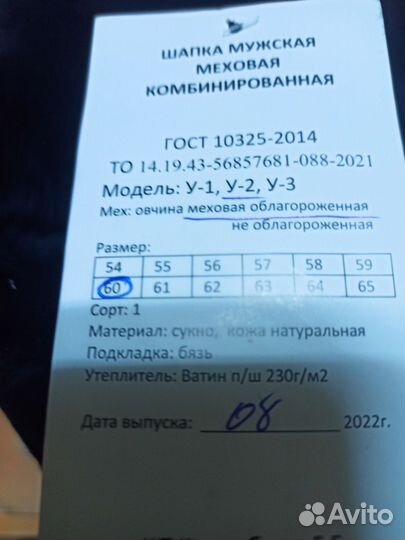 ШАПКА МУЖСКАЯ
МЕХОВАЯ
КОМБИНИРОВАННАЯ
ГОСТ 10325-2014
ТО 14.19.43-56857681-088-2021
Модель: У-1, У-2, У-3
Мех: овчина меховая облагороженная
не облагороженная
Размер:
54 55 56 57 58 59
60 61 62 63 64 65
Сорт: 1
Материал: сукно, кожа натуральная
Подкладка: бязь
Утеплитель: Ватин п/ш 230г/м2
Дата выпуска: 08 2022г.
Avito